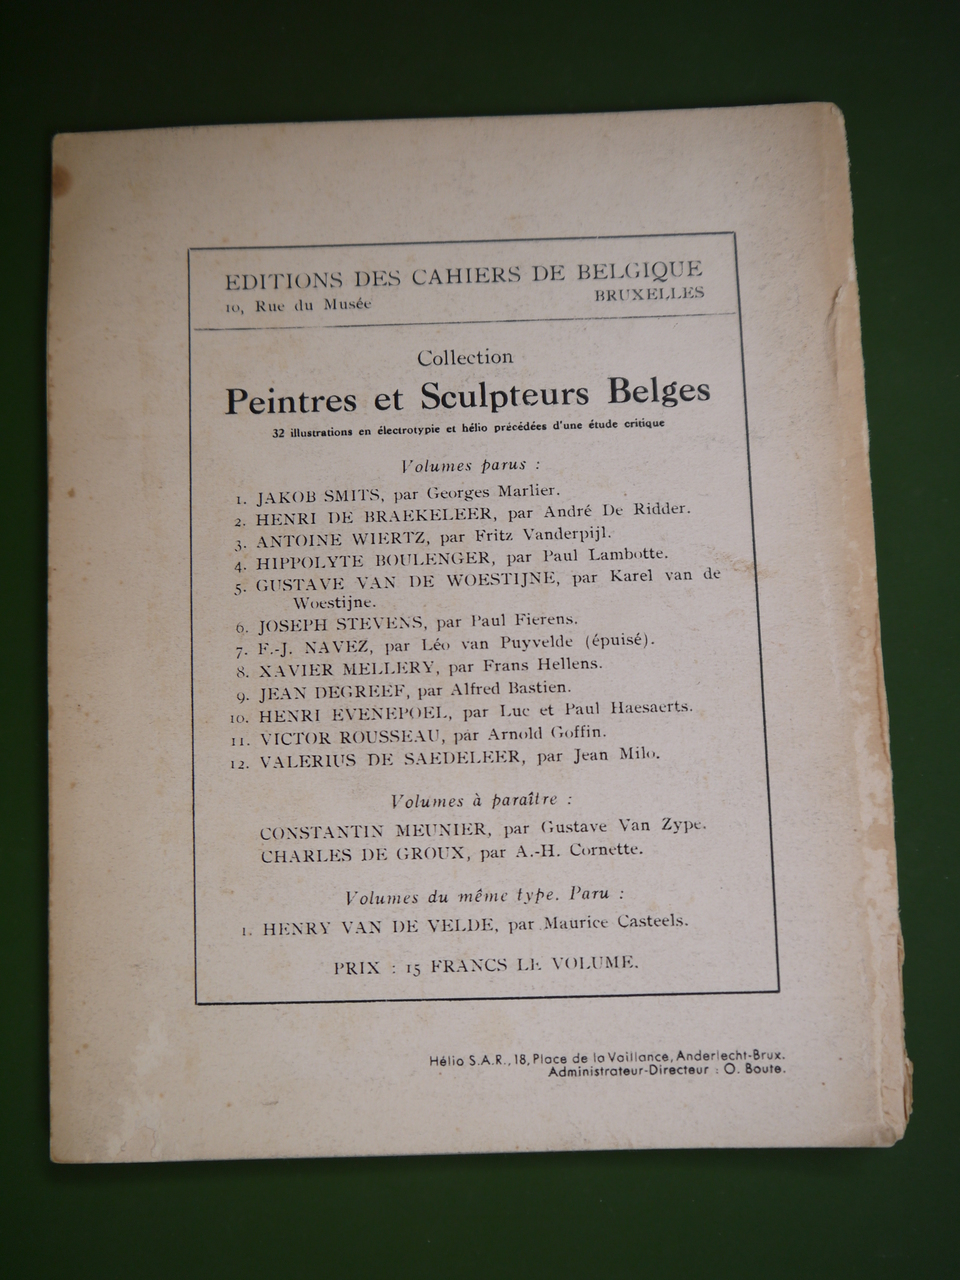 EDITIONS DES CAHIERS DE BELGIQUE
10, Rue du Musée BRUXELLES
Collection
Peintres et Sculpteurs Belges
32 illustrations en électrotypie et hélio précédées d'une étude critique
Volumes parus :
1. JAKOB SMITS, par Georges Marlier.
2. HENRI DE BRAEKELEER, par André De Ridder.
3. ANTOINE WIERTZ, par Fritz Vanderpijl.
4. HIPPOLYTE BOULENGER, par Paul Lambotte.
5. GUSTAVE VAN DE WOESTIJNE, par Karel van de
Woestijne.
6. JOSEPH STEVENS, par Paul Fierens.
7. F.-J. NAVEZ, par Léo van Puyvelde (épuisé).
8. XAVIER MELLERY, par Frans Hellens.
9. JEAN DEGREEF, par Alfred Bastien.
10. HENRI EVENEPOEL, par Luc et Paul Haesaerts.
11. VICTOR ROUSSEAU, par Arnold Goffin.
12. VALERIUS DE SAEDELEER, par Jean Milo.
Volumes à paraître :
CONSTANTIN MEUNIER, par Gustave Van Zype.
CHARLES DE GROUX, par A.-H. Cornette.
Volumes du même type. Paru :
1. HENRY VAN DE VELDE, par Maurice Casteels.
PRIX : 15 FRANCS LE VOLUME.
Hélio S.A.R., 18, Place de la Vaillance, Anderlecht-Brux.
Administrateur-Directeur : O. Boute.